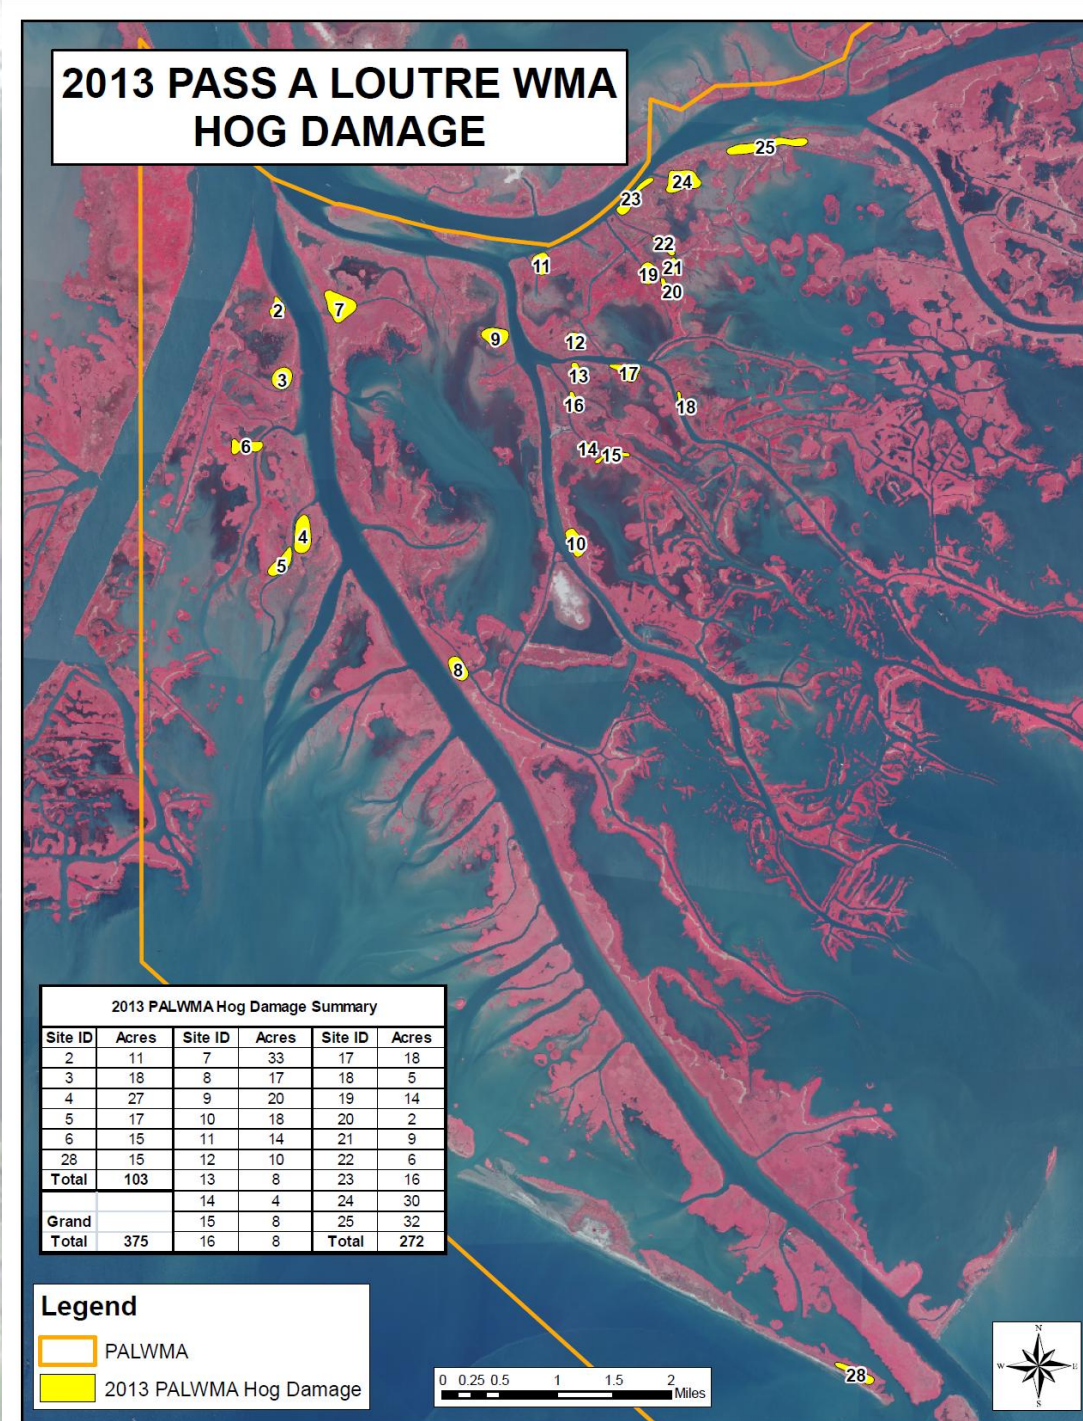 2013 PASS A LOUTRE WMA
HOG DAMAGE
25
24
23
22
11
19
21
20
2
7
9
12
3
13
17
16
18
6
14
15
4
10
5
8
2013 PALWMA Hog Damage Summary
Site ID Acres Site ID Acres Site ID Acres
2 11 7 33 17 18
3 18 8 17 18 5
4 27 9 20 19 14
5 17 10 18 20 2
6 15 11 14 21 9
28 15 12 10 22 6
Total 103 13 8 23 16
14 4 24 30
Grand 15 8 25 32
Total 375 16 8 Total 272
Legend
PALWMA
2013 PALWMA Hog Damage
0 0.25 0.5 1 1.5 2
Miles
28
N
W E
S